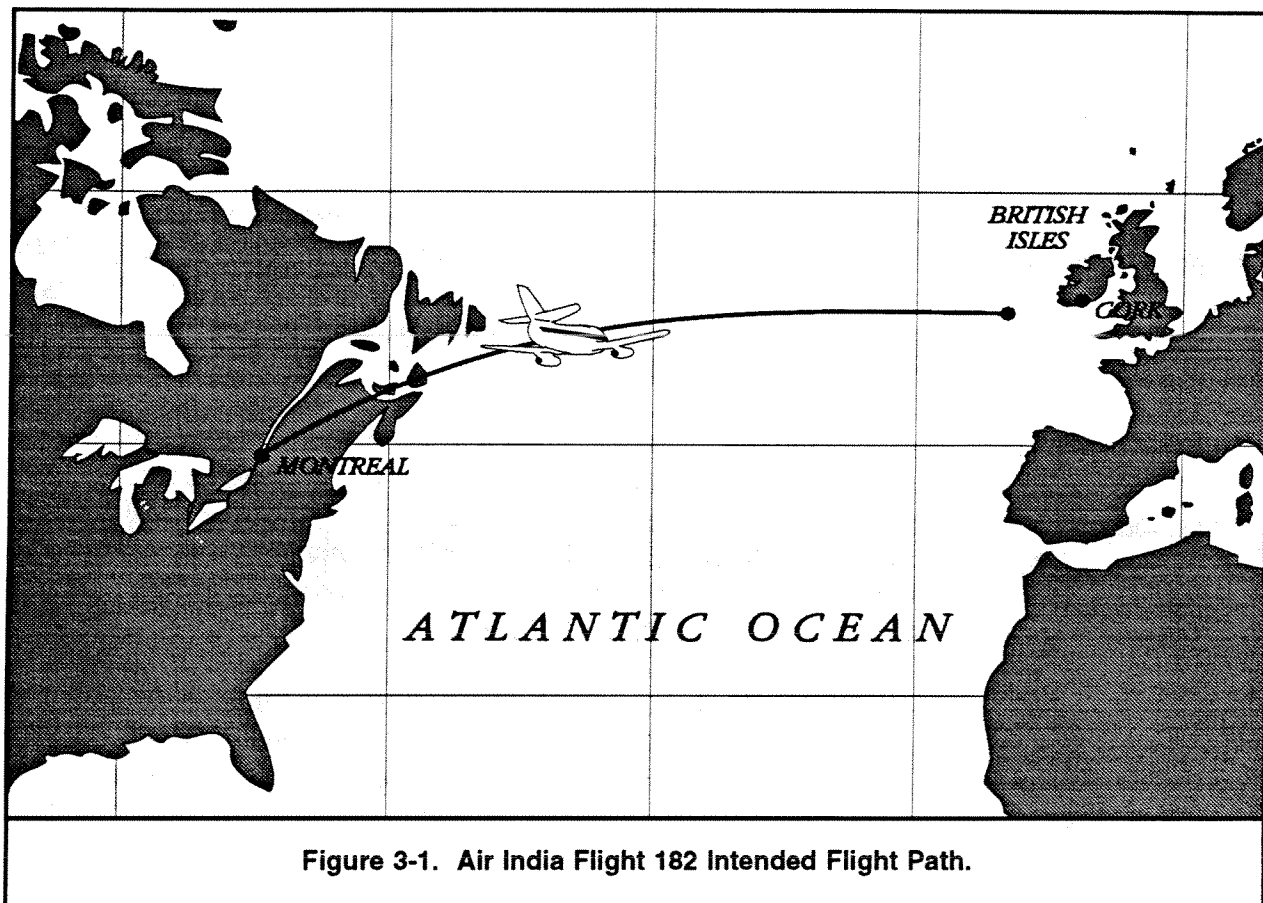 BRITISH
ISLES
CORK
MONTREAL
ATLANTIC OCEAN
Figure 3-1. Air India Flight 182 Intended Flight Path.